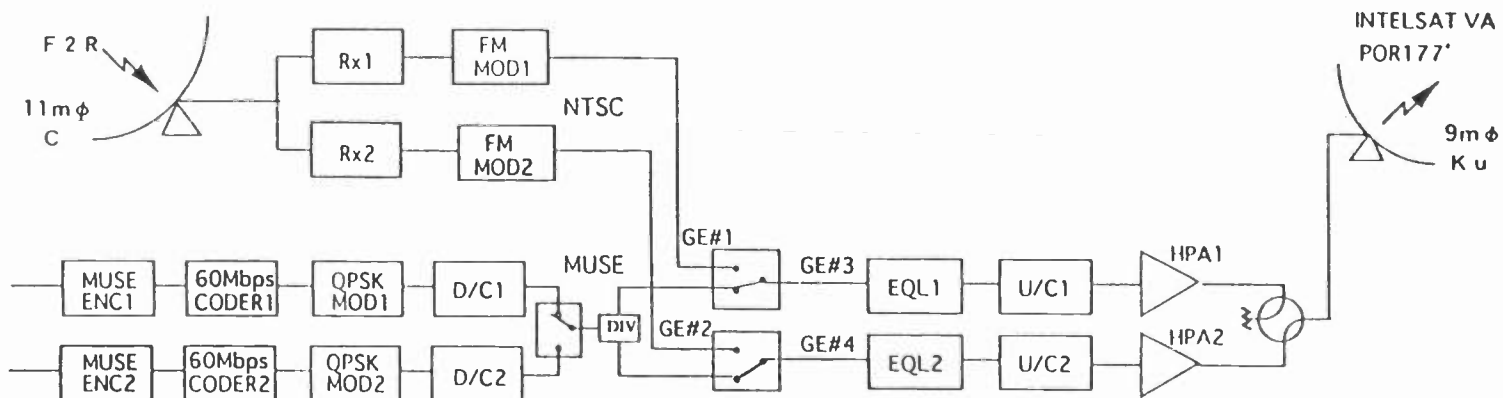 F2R
11mφ
C
Rx1
FM
MOD1
NTSC
Rx2
FM
MOD2
INTELSAT VA
POR177°
9mφ
Ku
MUSE
ENC1
60Mbps
CODER1
QPSK
MOD1
D/C1
MUSE
DIV
GE#1
GE#3
EQL1
U/C1
HPA1
MUSE
ENC2
60Mbps
CODER2
QPSK
MOD2
D/C2
GE#2
GE#4
EQL2
U/C2
HPA2